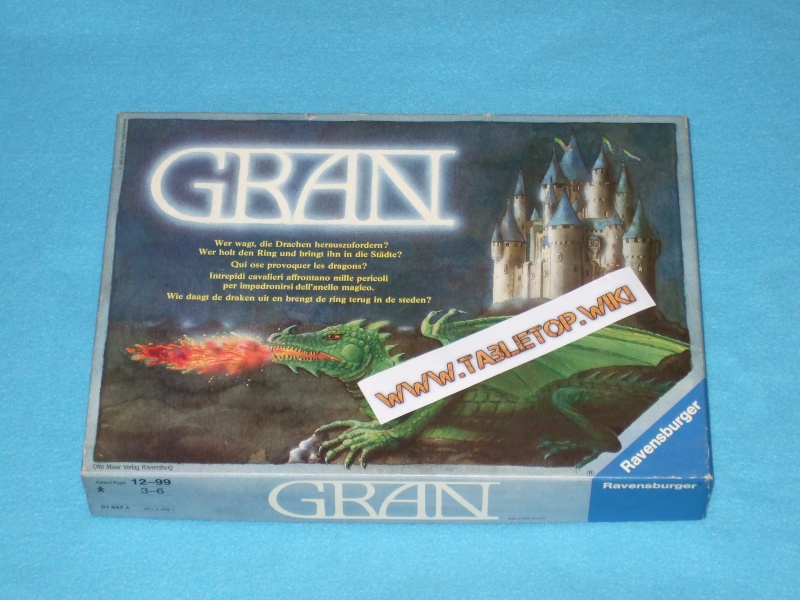 GRAN
Wer wagt, die Drachen herauszufordern?
Wer holt den Ring und bringt ihn in die Städte?
Qui ose provoquer les dragons?
Intrepidi cavalieri affrontano mille pericoli
per impadronirsi dell'anello magico.
Wie daagt de draken uit en brengt de ring terug in de steden?
WWW.TABLETOP.WIKI
Ravensburger
Otto Maier Verlag Ravensburg
Alter/Age 12–99
3–6
GRAN
Ravensburger